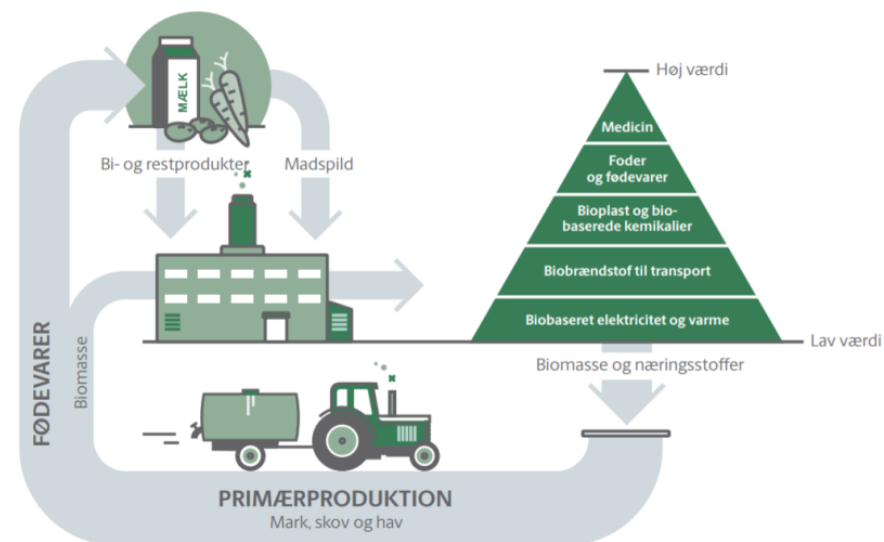 MÆLK
Bi- og restprodukter
Madspild
Høj værdi
Medicin
Foder
og fødevarer
Bioplast og bio-
baserede kemikalier
Biobrændstof til transport
Biobaseret elektricitet og varme
Lav værdi
Biomasse og næringsstoffer
FØDEVARER
Biomasse
PRIMÆRPRODUKTION
Mark, skov og hav